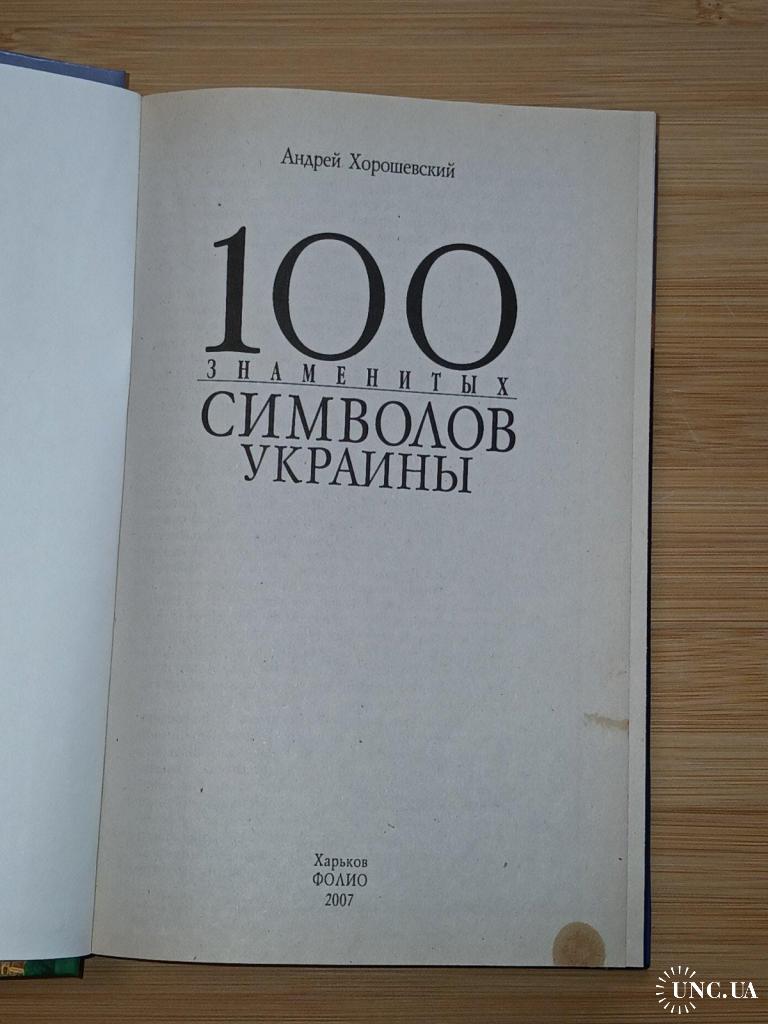 Андрей Хорошевский
100
ЗНАМЕНИТЫХ
СИМВОЛОВ
УКРАИНЫ
Харьков
ФОЛИО
2007
UNC.UA